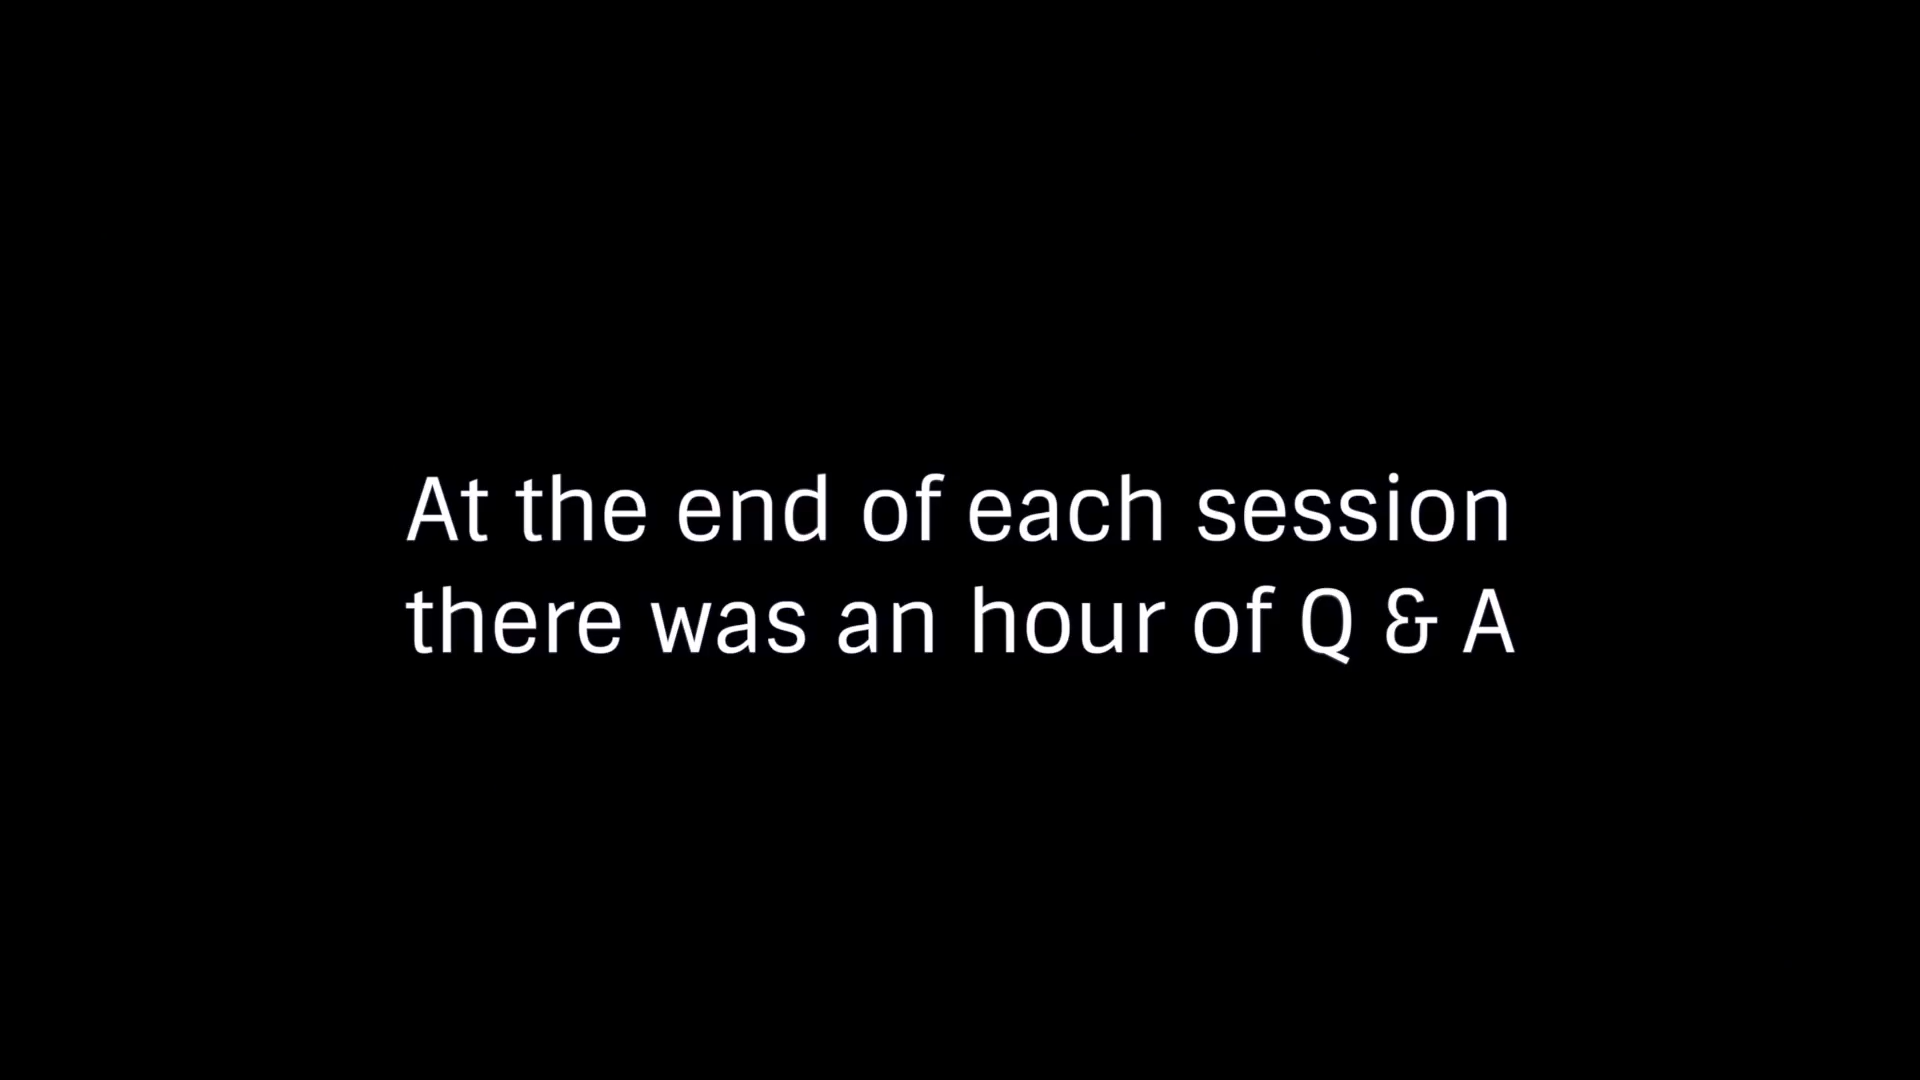 At the end of each session
there was an hour of Q & A